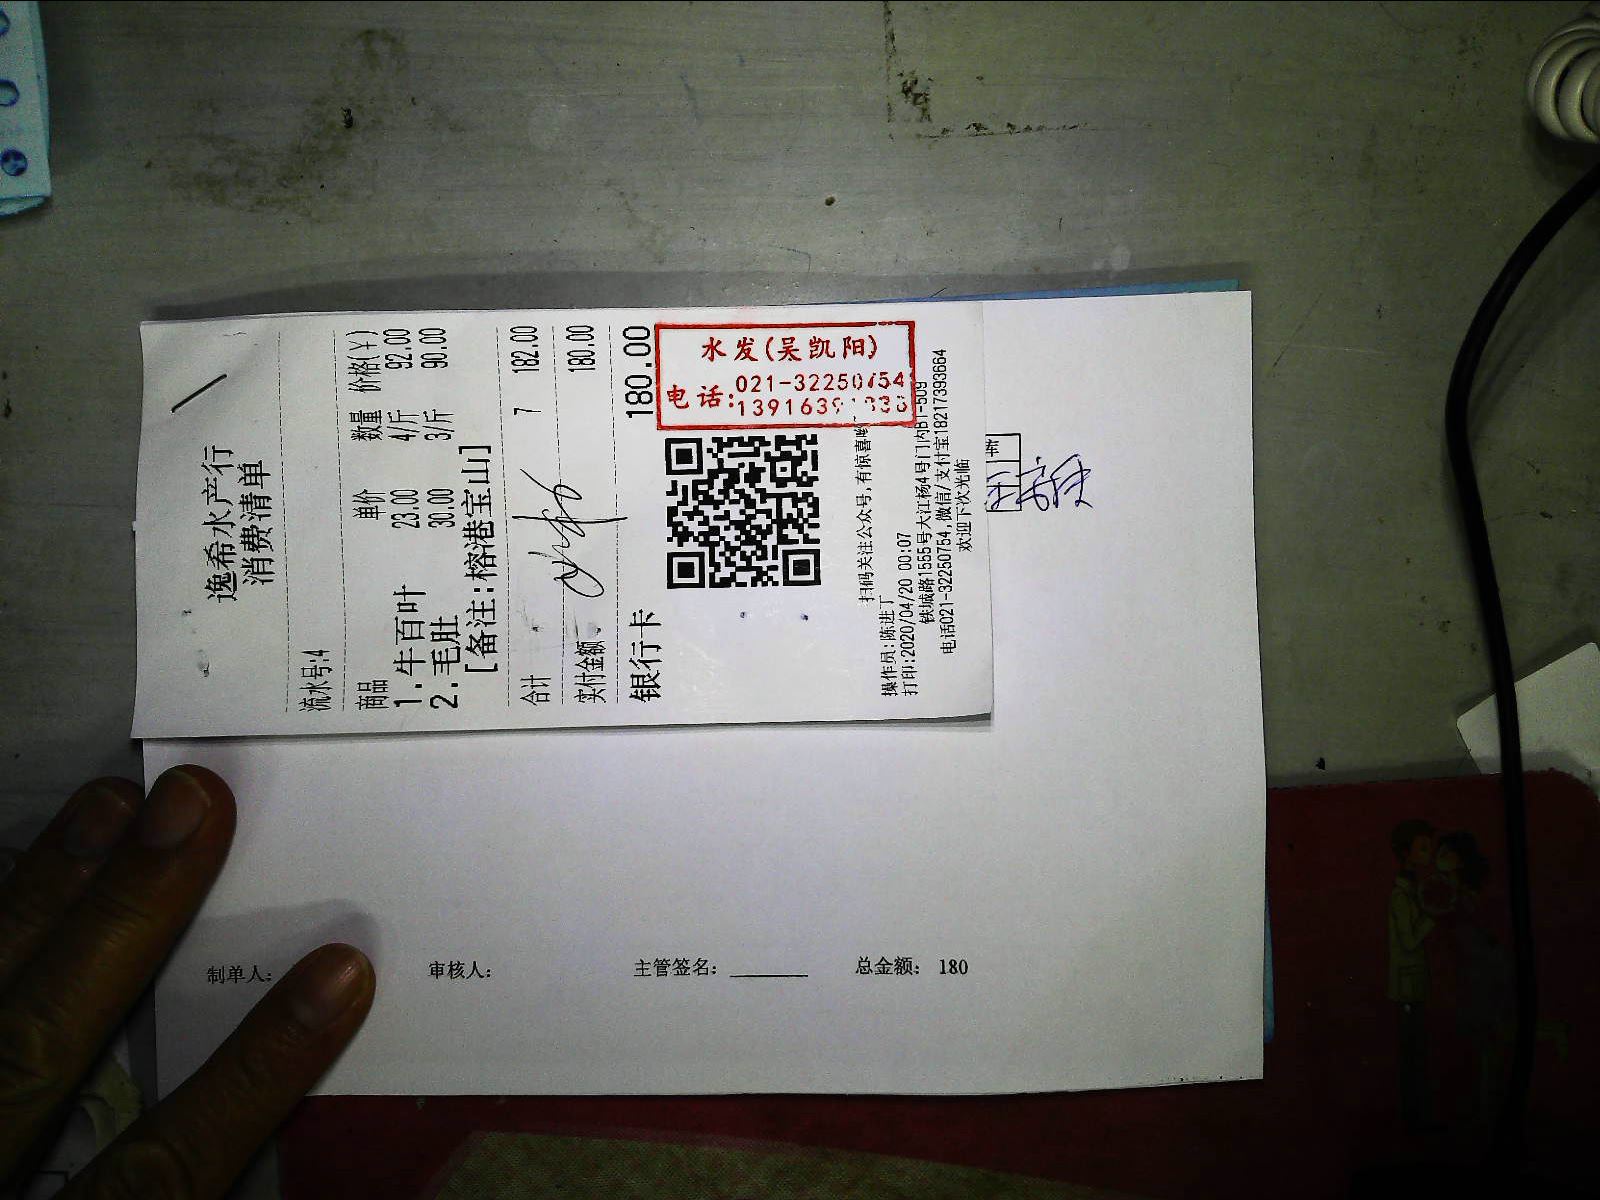 逸希水产行
消费清单
流水号:4
商品 单价 数量 价格(¥)
1.牛百叶 23.00 4/斤 92.00
2.毛肚 30.00 3/斤 90.00
[备注:榕港宝山]
合计 7 182.00
实付金额 180.00
银行卡 180.00
水发(吴凯阳)
电话:021-32250754
扫码关注公众号,有惊喜
操作员:陈进丁
打印:2020/04/20 00:07
铁城路1555号大江杨4号门内B1-509
电话021-32250754,微信/支付宝18217393664
欢迎下次光临
制单人: 审核人: 主管签名: 总金额: 180